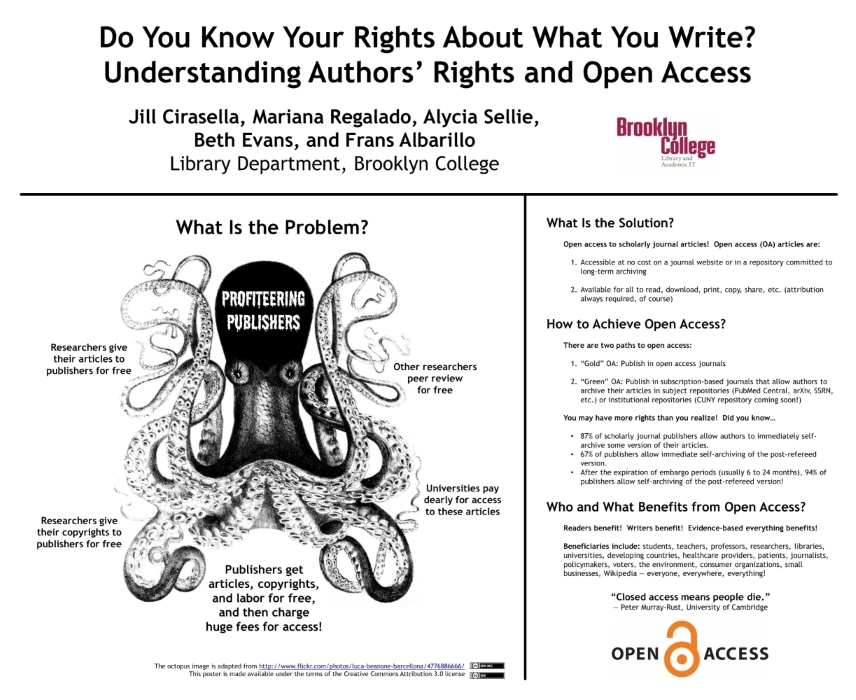 Do You Know Your Rights About What You Write?
Understanding Authors' Rights and Open Access
Jill Cirasella, Mariana Regalado, Alycia Sellie,
Beth Evans, and Frans Albarillo
Library Department, Brooklyn College
Brooklyn
College
Library and
Academic IT
What Is the Problem?
PROFITEERING
PUBLISHERS
Researchers give
their articles to
publishers for free
Other researchers
peer review
for free
Universities pay
dearly for access
to these articles
Researchers give
their copyrights to
publishers for free
Publishers get
articles, copyrights,
and labor for free,
and then charge
huge fees for access!
The octopus image is adapted from http://www.flickr.com/photos/luca-beanone-barcellona/4776886666/
This poster is made available under the terms of the Creative Commons Attribution 3.0 license
What Is the Solution?
Open access to scholarly journal articles! Open access (OA) articles are:
1. Accessible at no cost on a journal website or in a repository committed to
long-term archiving
2. Available for all to read, download, print, copy, share, etc. (attribution
always required, of course)
How to Achieve Open Access?
There are two paths to open access:
1. "Gold" OA: Publish in open access journals
2. "Green" OA: Publish in subscription-based journals that allow authors to
archive their articles in subject repositories (PubMed Central, arXiv, SSRN,
etc.) or institutional repositories (CUNY repository coming soon!)
You may have more rights than you realize! Did you know…
• 87% of scholarly journal publishers allow authors to immediately self-
archive some version of their articles.
• 67% of publishers allow immediate self-archiving of the post-refereed
version.
• After the expiration of embargo periods (usually 6 to 24 months), 94% of
publishers allow self-archiving of the post-refereed version!
Who and What Benefits from Open Access?
Readers benefit! Writers benefit! Evidence-based everything benefits!
Beneficiaries include: students, teachers, professors, researchers, libraries,
universities, developing countries, healthcare providers, patients, journalists,
policymakers, voters, the environment, consumer organizations, small
businesses, Wikipedia — everyone, everywhere, everything!
"Closed access means people die."
— Peter Murray-Rust, University of Cambridge
OPEN ACCESS